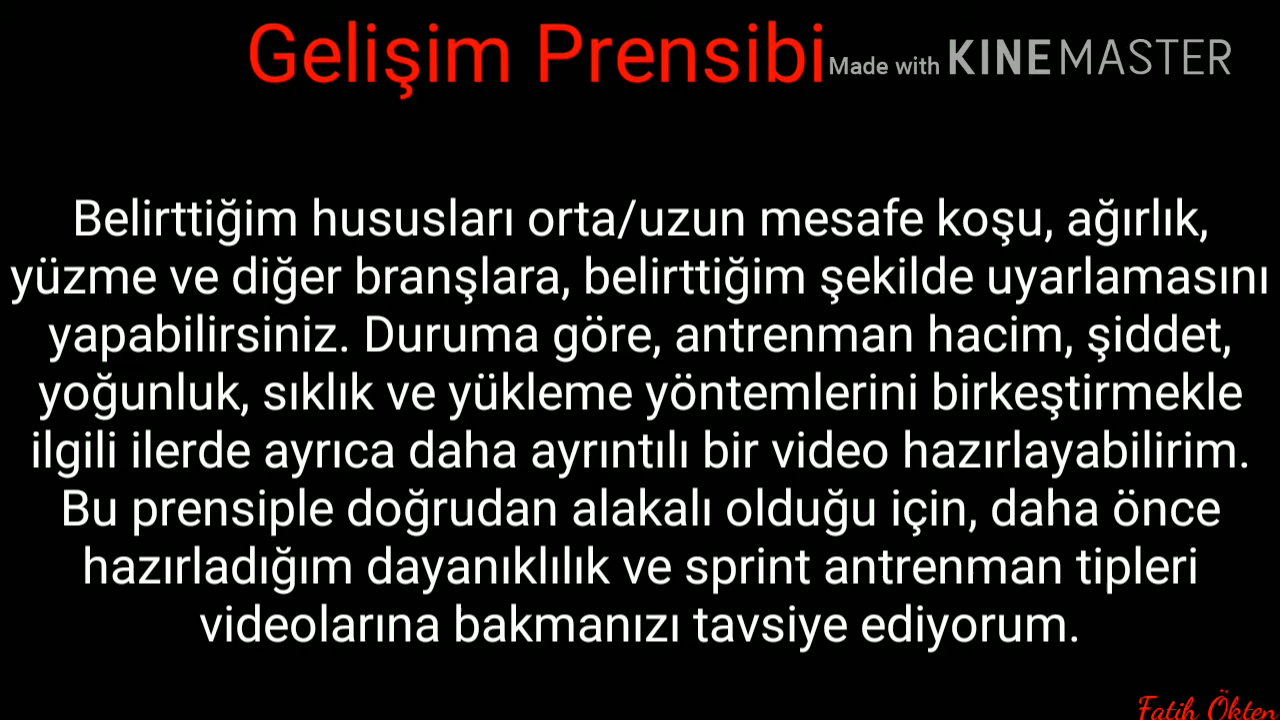 Gelişim Prensibi
Made with KINEMASTER
Belirttiğim hususları orta/uzun mesafe koşu, ağırlık,
yüzme ve diğer branşlara, belirttiğim şekilde uyarlamasını
yapabilirsiniz. Duruma göre, antrenman hacim, şiddet,
yoğunluk, sıklık ve yükleme yöntemlerini birkeştirmekle
ilgili ilerde ayrıca daha ayrıntılı bir video hazırlayabilirim.
Bu prensiple doğrudan alakalı olduğu için, daha önce
hazırladığım dayanıklılık ve sprint antrenman tipleri
videolarına bakmanızı tavsiye ediyorum.
Fatih Ökten